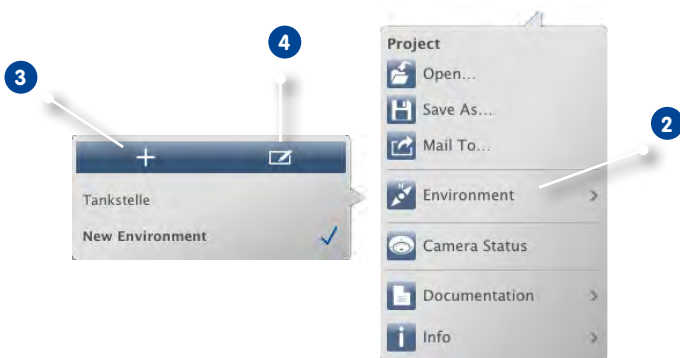 3
4
2
+
Tankstelle
New Environment
Project
Open...
Save As...
Mail To...
N
Environment
Camera Status
Documentation
i Info